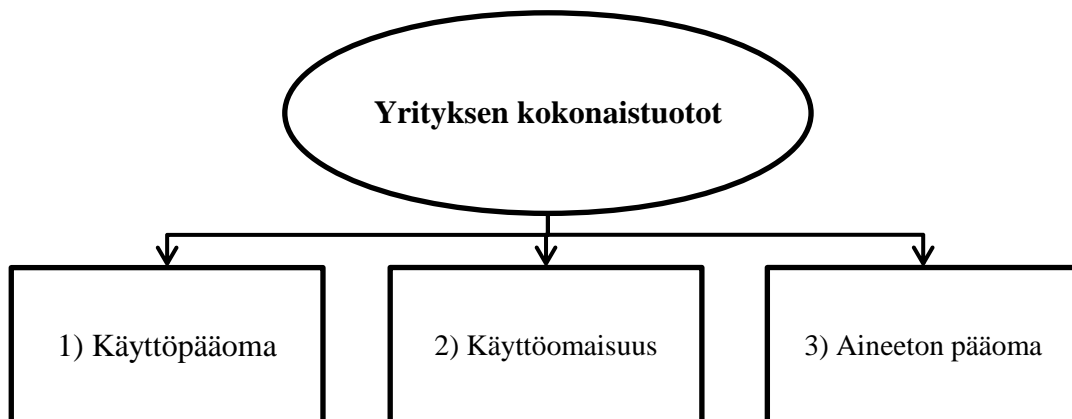 Yrityksen kokonaistuotot
1) Käyttöpääoma
2) Käyttöomaisuus
3) Aineeton pääoma